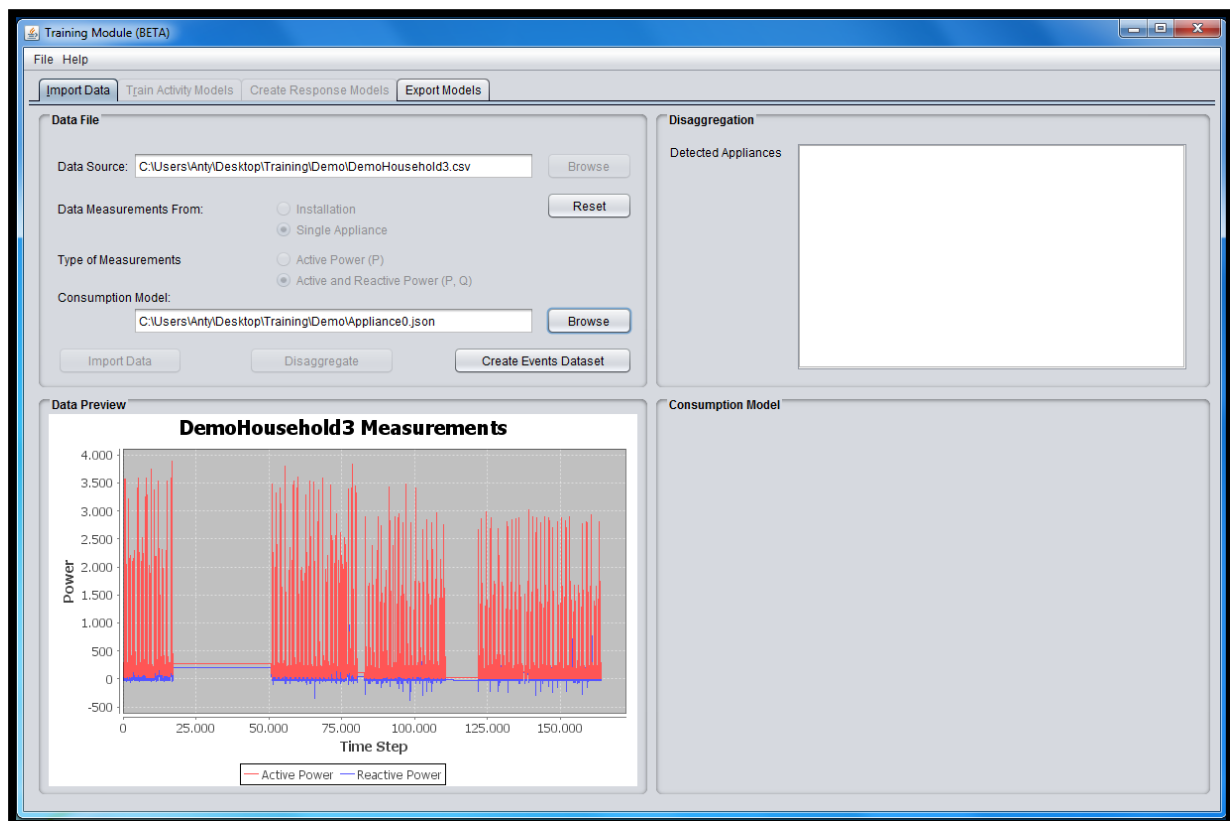 Training Module (BETA)
File Help
Import Data Train Activity Models Create Response Models Export Models
Data File
Data Source: C:\Users\Anty\Desktop\Training\Demo\DemoHousehold3.csv Browse
Data Measurements From: Installation Reset
Single Appliance
Type of Measurements Active Power (P)
Active and Reactive Power (P, Q)
Consumption Model:
C:\Users\Anty\Desktop\Training\Demo\Appliance0.json Browse
Import Data Disaggregate Create Events Dataset
Disaggregation
Detected Appliances
Data Preview
DemoHousehold3 Measurements
4.000
3.500
3.000
2.500
2.000
1.500
1.000
500
0
-500
Power
0 25.000 50.000 75.000 100.000 125.000 150.000
Time Step
Active Power Reactive Power
Consumption Model